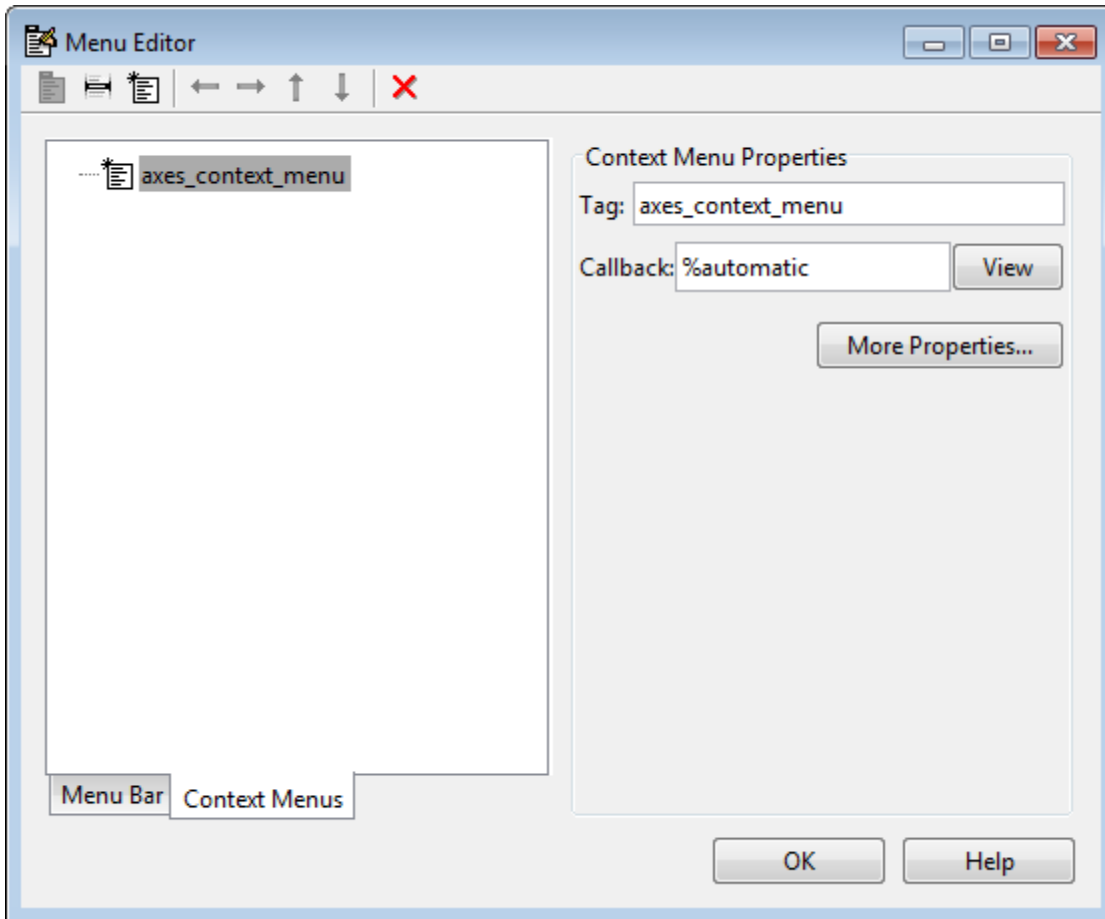 Menu Editor
axes_context_menu
Context Menu Properties
Tag: axes_context_menu
Callback: %automatic View
More Properties...
Menu Bar Context Menus
OK Help